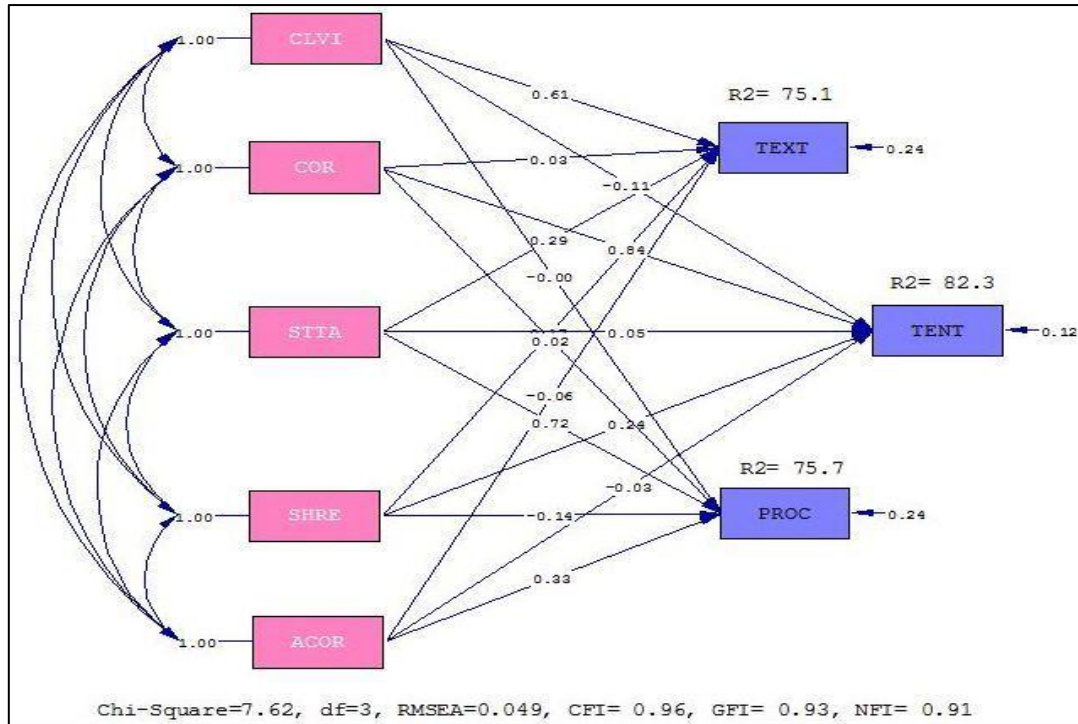 1.00
CLVI
0.61
R2= 75.1
TEXT
0.24
1.00
COR
0.03
-0.11
0.29
0.84
-0.00
R2= 82.3
1.00
STTA
0.02
0.05
TENT
0.12
-0.06
0.24
0.72
R2= 75.7
-0.03
1.00
SHRE
-0.14
PROC
0.24
0.33
1.00
ACOR
Chi-Square=7.62, df=3, RMSEA=0.049, CFI= 0.96, GFI= 0.93, NFI= 0.91